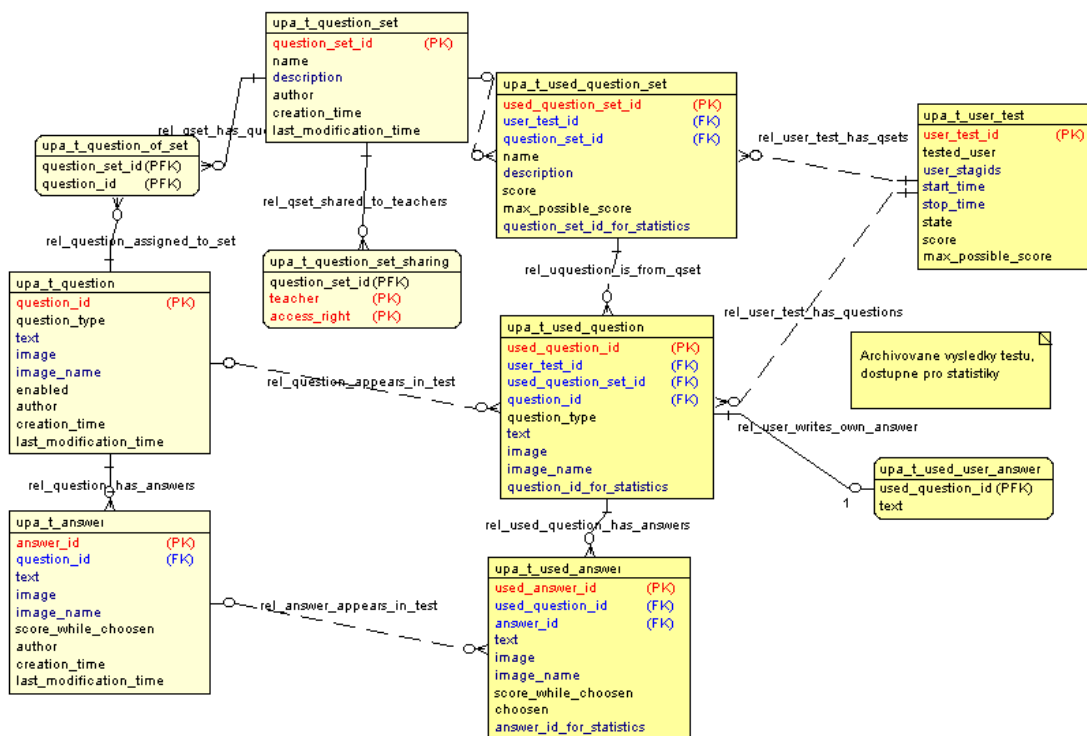 upa_t_question_set
question_set_id (PK)
name
description
author
creation_time
last_modification_time
upa_t_used_question_set
used_question_set_id (PK)
user_test_id (FK)
question_set_id (FK)
name
description
score
max_possible_score
question_set_id_for_statistics
upa_t_user_test
user_test_id (PK)
tested_user
user_stagids
start_time
stop_time
state
score
max_possible_score
rel_user_test_has_qsets
upa_t_question_of_set
question_set_id (PFK)
question_id (PFK)
rel_qset_shared_to_teachers
rel_question_assigned_to_set
upa_t_question_set_sharing
question_set_id (PFK)
teacher (PK)
access_right (PK)
rel_uquestion_is_from_qset
upa_t_question
question_id (PK)
question_type
text
image
image_name
enabled
author
creation_time
last_modification_time
rel_question_appears_in_test
upa_t_used_question
used_question_id (PK)
user_test_id (FK)
used_question_set_id (FK)
question_id (FK)
question_type
text
image
image_name
question_id_for_statistics
rel_user_test_has_questions
Archivovane vysledky testu,
dostupne pro statistiky
rel_user_writes_own_answer
upa_t_used_user_answer
used_question_id (PFK)
text
1
rel_question_has_answers
rel_used_question_has_answers
upa_t_answer
answer_id (PK)
question_id (FK)
text
image
image_name
score_while_choosen
author
creation_time
last_modification_time
rel_answer_appears_in_test
upa_t_used_answer
used_answer_id (PK)
used_question_id (FK)
answer_id (FK)
text
image
image_name
score_while_choosen
choosen
answer_id_for_statistics